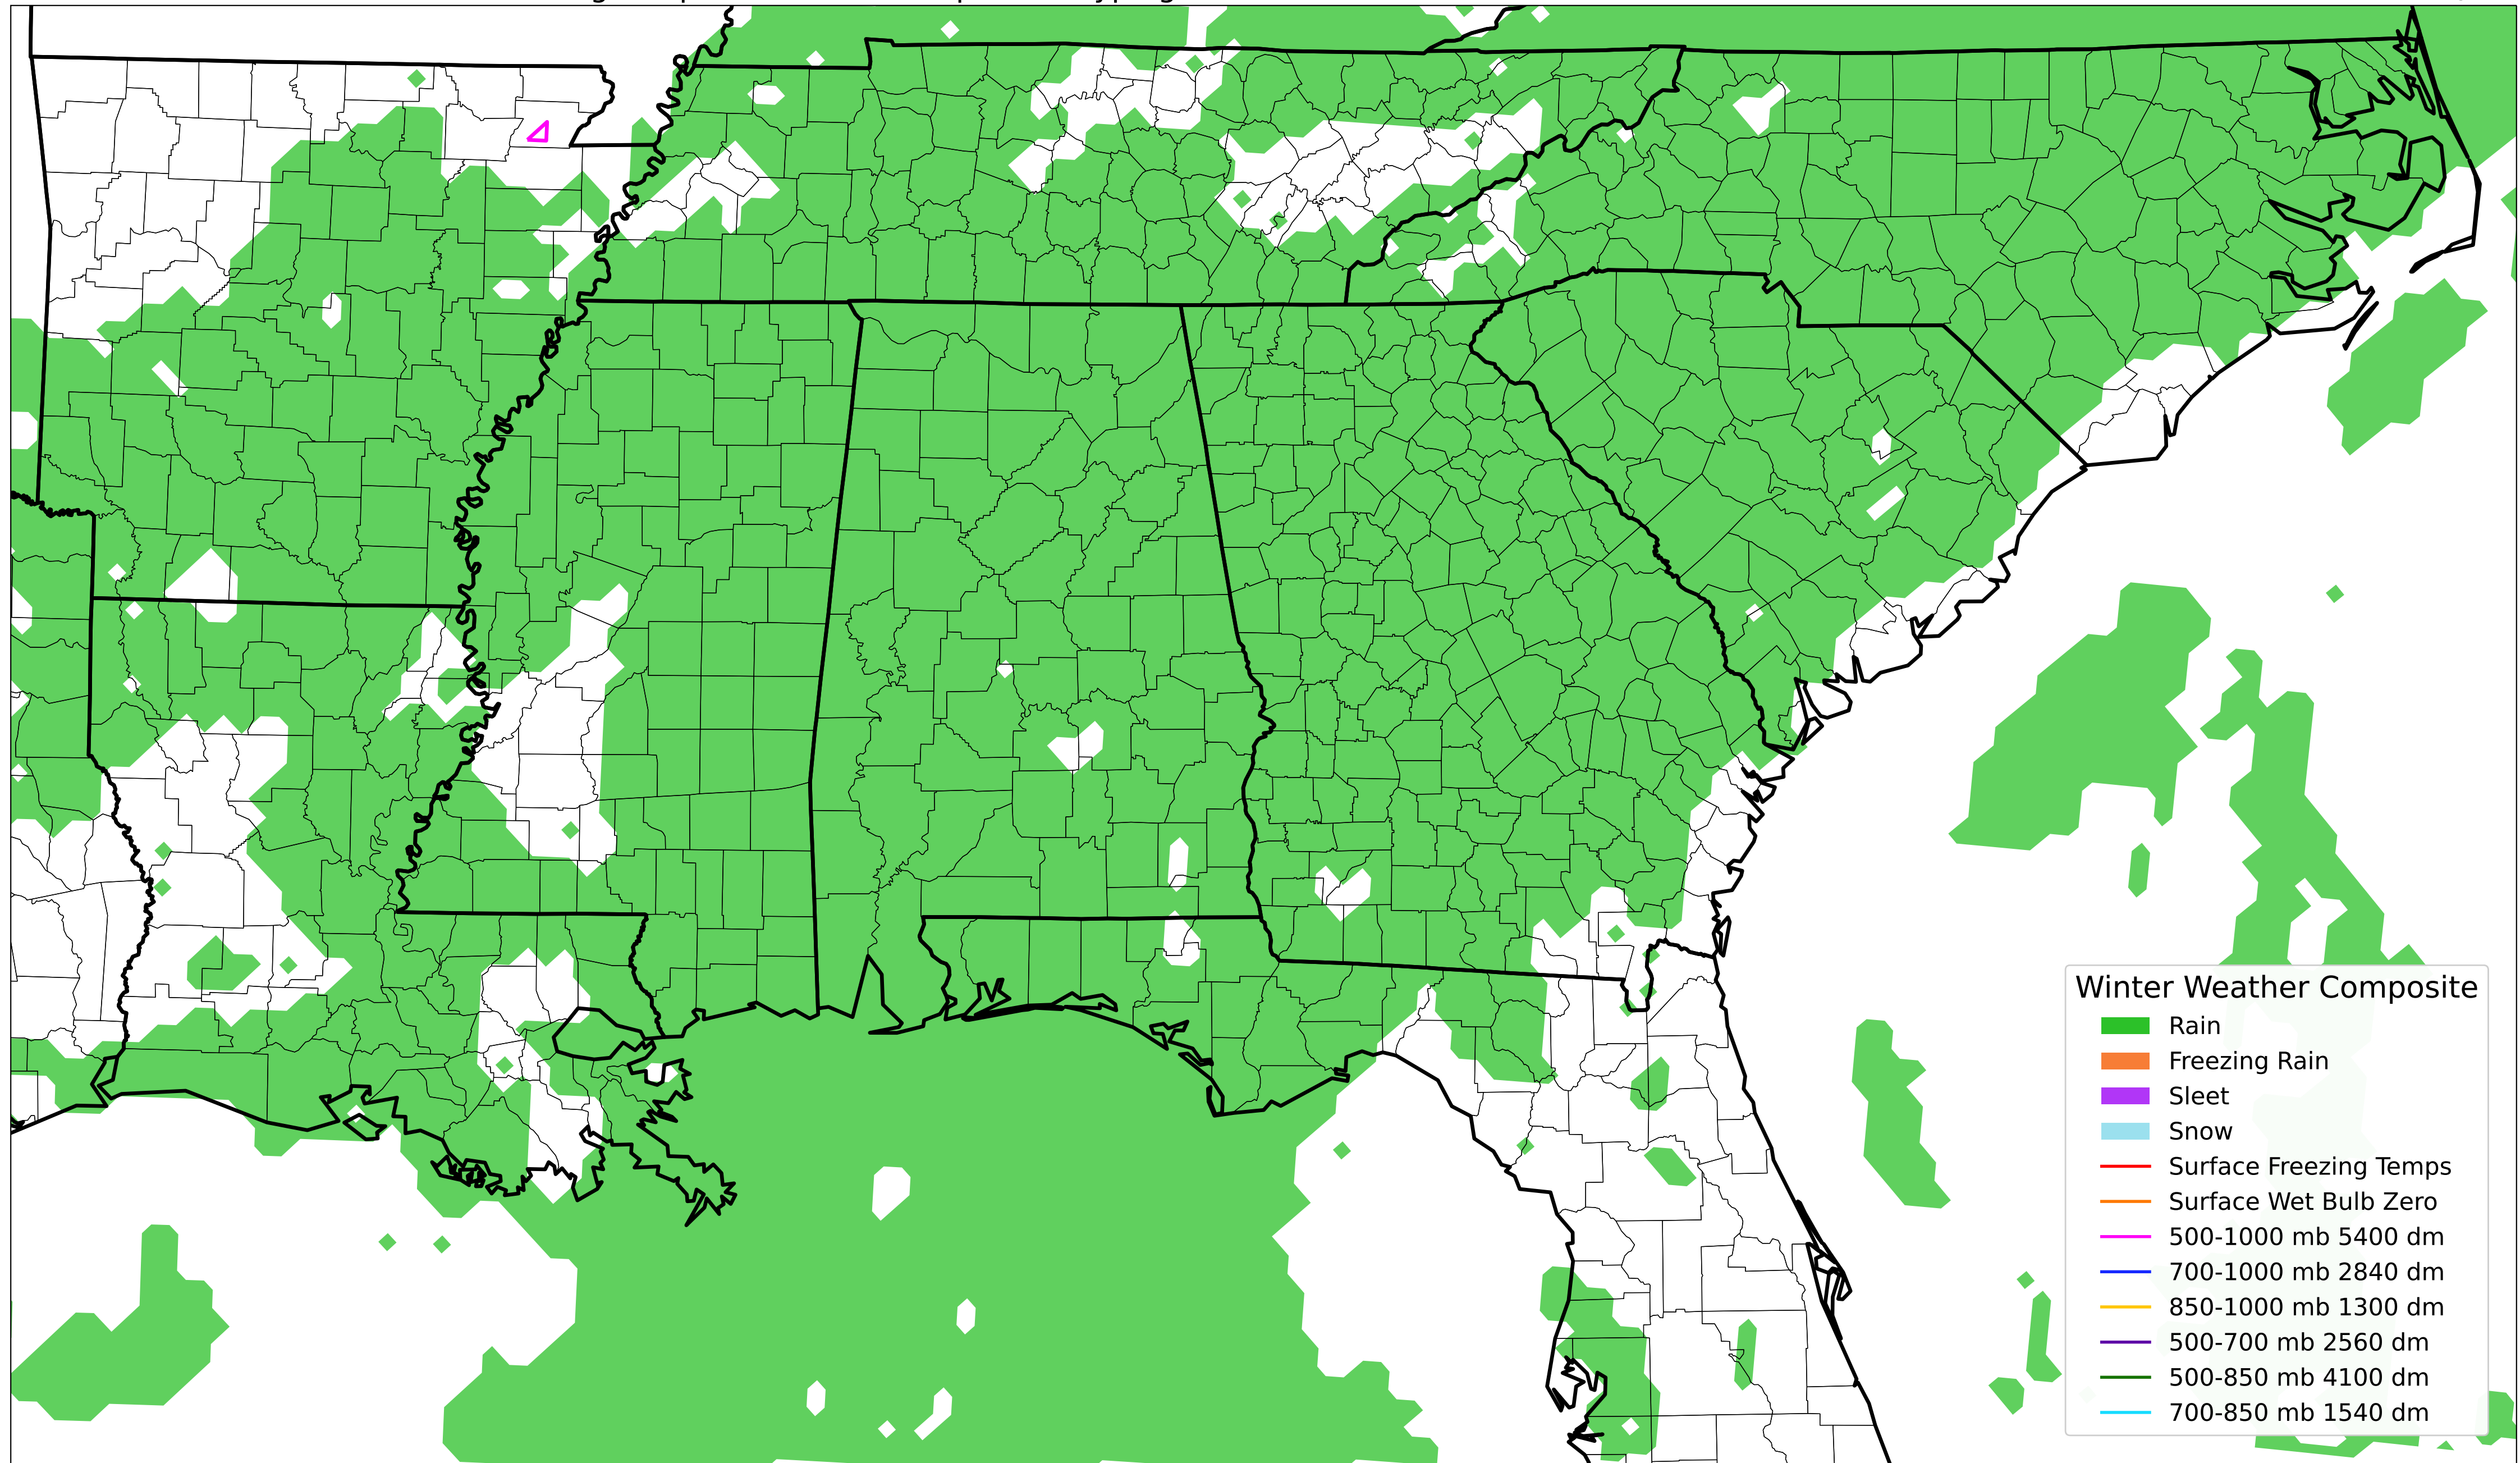 Winter Weather Composite
Rain
Freezing Rain
Sleet
Snow
Surface Freezing Temps
Surface Wet Bulb Zero
500-1000 mb 5400 dm
700-1000 mb 2840 dm
850-1000 mb 1300 dm
500-700 mb 2560 dm
500-850 mb 4100 dm
700-850 mb 1540 dm